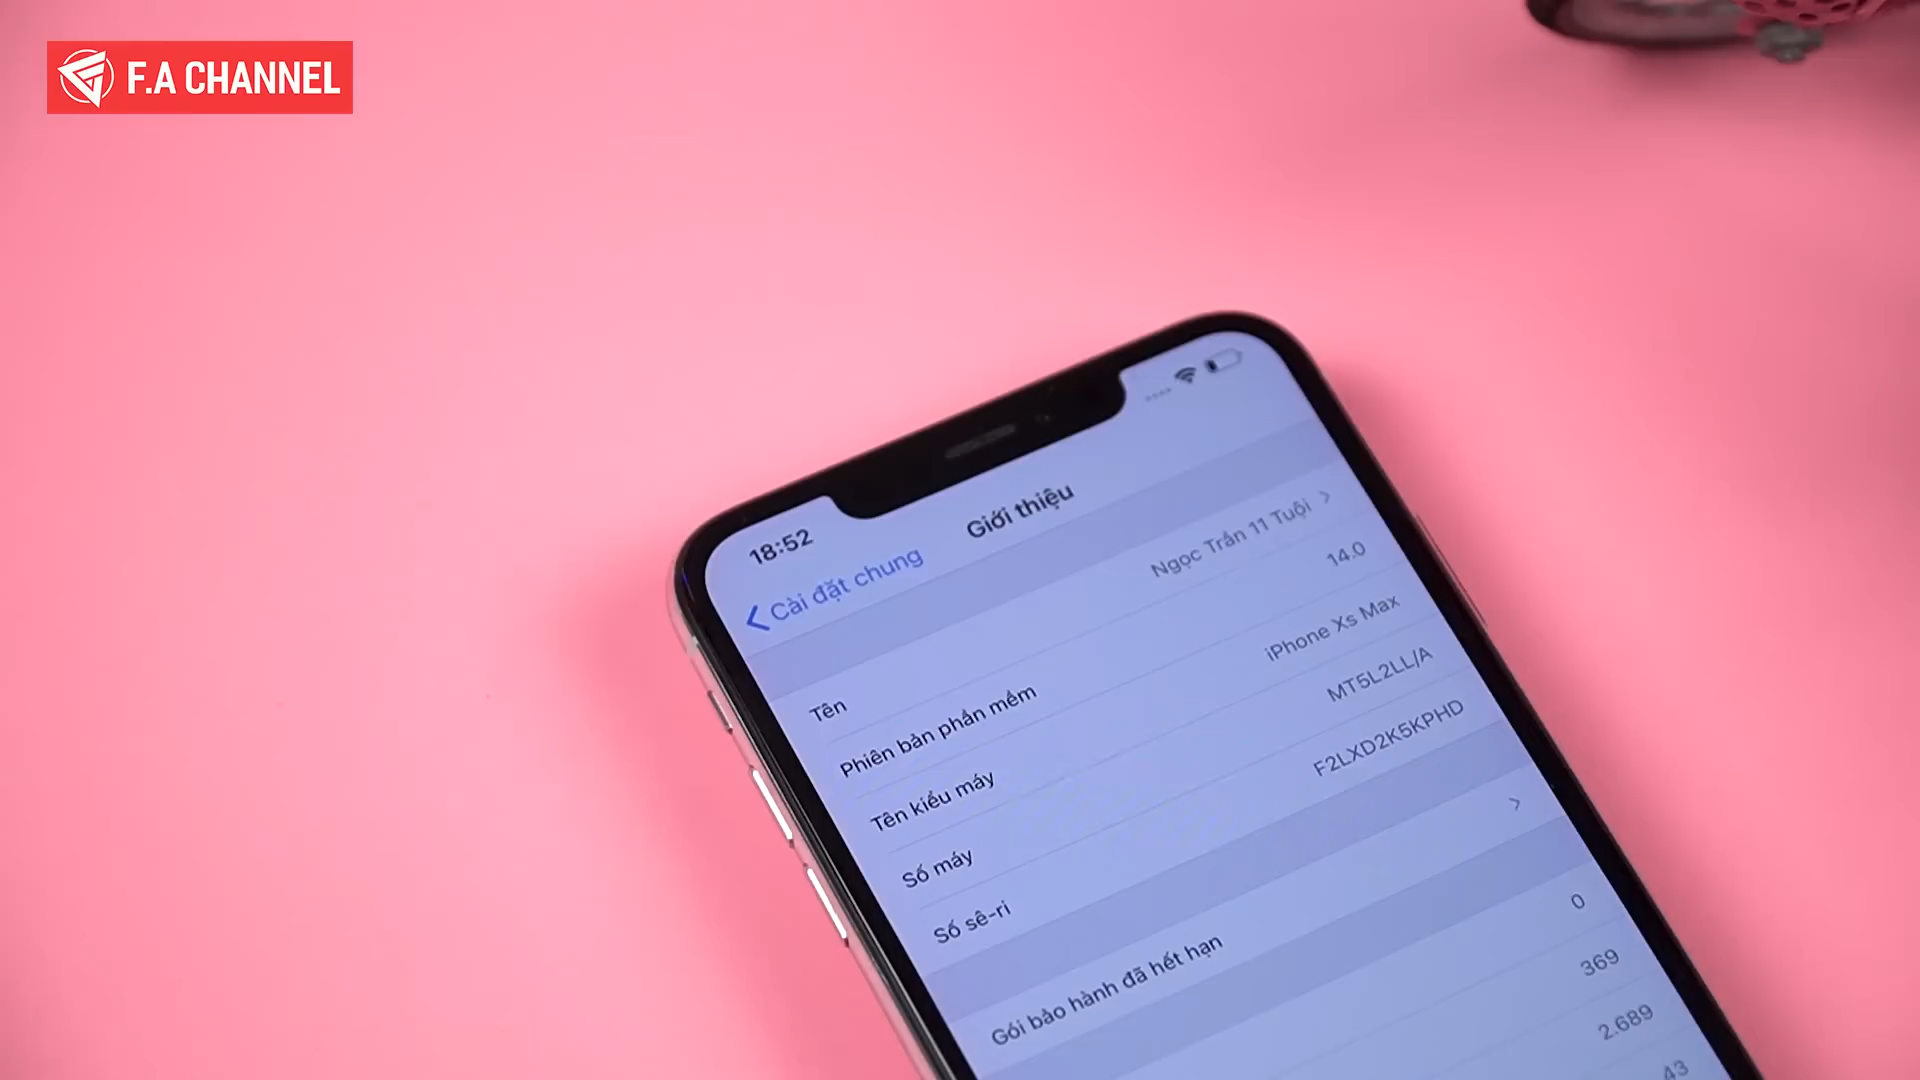 F.A CHANNEL
18:52
Cài đặt chung
Giới thiệu
Tên
Ngọc Trần 11 Tuổi
Phiên bản phần mềm
14.0
Tên kiểu máy
iPhone Xs Max
Số máy
MT5L2LL/A
Số sê-ri
F2LXD2K5KPHD
Gói bảo hành đã hết hạn
0
369
2.689
43